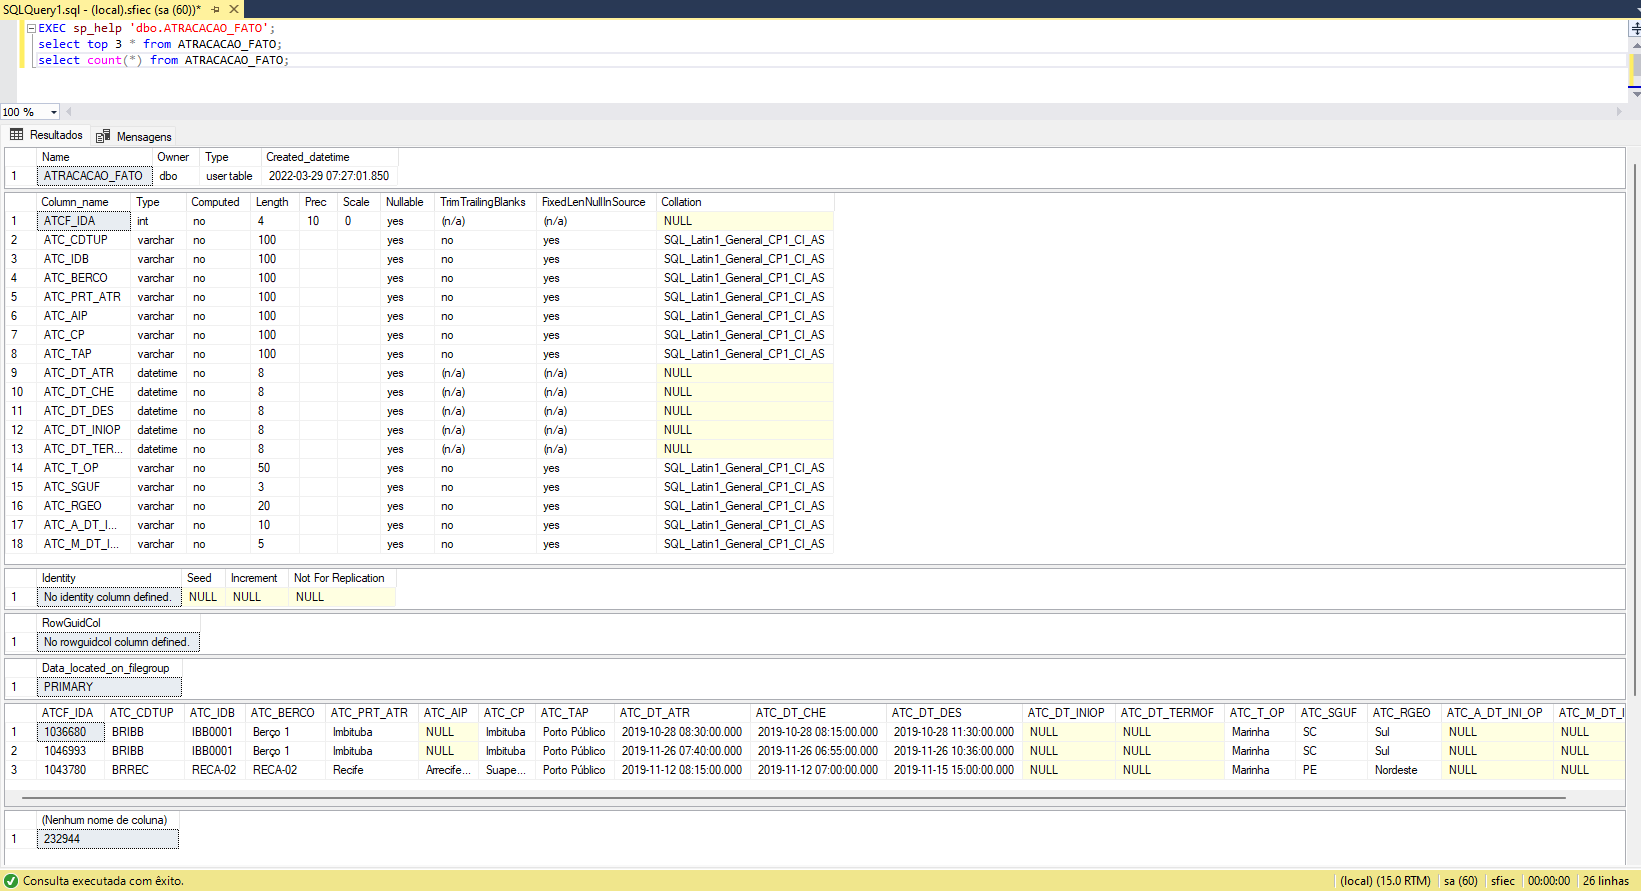 SQLQuery1.sql - (local).sfiec (sa (60))*
EXEC sp_help 'dbo.ATRACACAO_FATO';
select top 3 * from ATRACACAO_FATO;
select count(*) from ATRACACAO_FATO;
100 %
Resultados Mensagens
Name Owner Type Created_datetime
1 ATRACACAO_FATO dbo user table 2022-03-29 07:27:01.850
Column_name Type Computed Length Prec Scale Nullable TrimTrailingBlanks FixedLenNullInSource Collation
1 ATCF_IDA int no 4 10 0 yes (n/a) (n/a) NULL
2 ATC_CDTUP varchar no 100 yes no yes SQL_Latin1_General_CP1_CI_AS
3 ATC_IDB varchar no 100 yes no yes SQL_Latin1_General_CP1_CI_AS
4 ATC_BERCO varchar no 100 yes no yes SQL_Latin1_General_CP1_CI_AS
5 ATC_PRT_ATR varchar no 100 yes no yes SQL_Latin1_General_CP1_CI_AS
6 ATC_AIP varchar no 100 yes no yes SQL_Latin1_General_CP1_CI_AS
7 ATC_CP varchar no 100 yes no yes SQL_Latin1_General_CP1_CI_AS
8 ATC_TAP varchar no 100 yes no yes SQL_Latin1_General_CP1_CI_AS
9 ATC_DT_ATR datetime no 8 yes (n/a) (n/a) NULL
10 ATC_DT_CHE datetime no 8 yes (n/a) (n/a) NULL
11 ATC_DT_DES datetime no 8 yes (n/a) (n/a) NULL
12 ATC_DT_INIOP datetime no 8 yes (n/a) (n/a) NULL
13 ATC_DT_TER... datetime no 8 yes (n/a) (n/a) NULL
14 ATC_T_OP varchar no 50 yes no yes SQL_Latin1_General_CP1_CI_AS
15 ATC_SGUF varchar no 3 yes no yes SQL_Latin1_General_CP1_CI_AS
16 ATC_RGEO varchar no 20 yes no yes SQL_Latin1_General_CP1_CI_AS
17 ATC_A_DT_I... varchar no 10 yes no yes SQL_Latin1_General_CP1_CI_AS
18 ATC_M_DT_I... varchar no 5 yes no yes SQL_Latin1_General_CP1_CI_AS
Identity Seed Increment Not For Replication
1 No identity column defined. NULL NULL NULL
RowGuidCol
1 No rowguidcol column defined.
Data_located_on_filegroup
1 PRIMARY
ATCF_IDA ATC_CDTUP ATC_IDB ATC_BERCO ATC_PRT_ATR ATC_AIP ATC_CP ATC_TAP ATC_DT_ATR ATC_DT_CHE ATC_DT_DES ATC_DT_INIOP ATC_DT_TERMOF ATC_T_OP ATC_SGUF ATC_RGEO ATC_A_DT_INI_OP ATC_M_DT_I
1 1036680 BRIBB IBB0001 Berço 1 Imbituba NULL Imbituba Porto Público 2019-10-28 08:30:00.000 2019-10-28 08:15:00.000 2019-10-28 11:30:00.000 NULL NULL Marinha SC Sul NULL NULL
2 1046993 BRIBB IBB0001 Berço 1 Imbituba NULL Imbituba Porto Público 2019-11-26 07:40:00.000 2019-11-26 06:55:00.000 2019-11-26 10:36:00.000 NULL NULL Marinha SC Sul NULL NULL
3 1043780 BRREC RECA-02 RECA-02 Recife Arrecife... Suape... Porto Público 2019-11-12 08:15:00.000 2019-11-12 07:00:00.000 2019-11-15 15:00:00.000 NULL NULL Marinha PE Nordeste NULL NULL
(Nenhum nome de coluna)
1 232944
Consulta executada com êxito. (local) (15.0 RTM) sa (60) sfiec 00:00:00 26 linhas